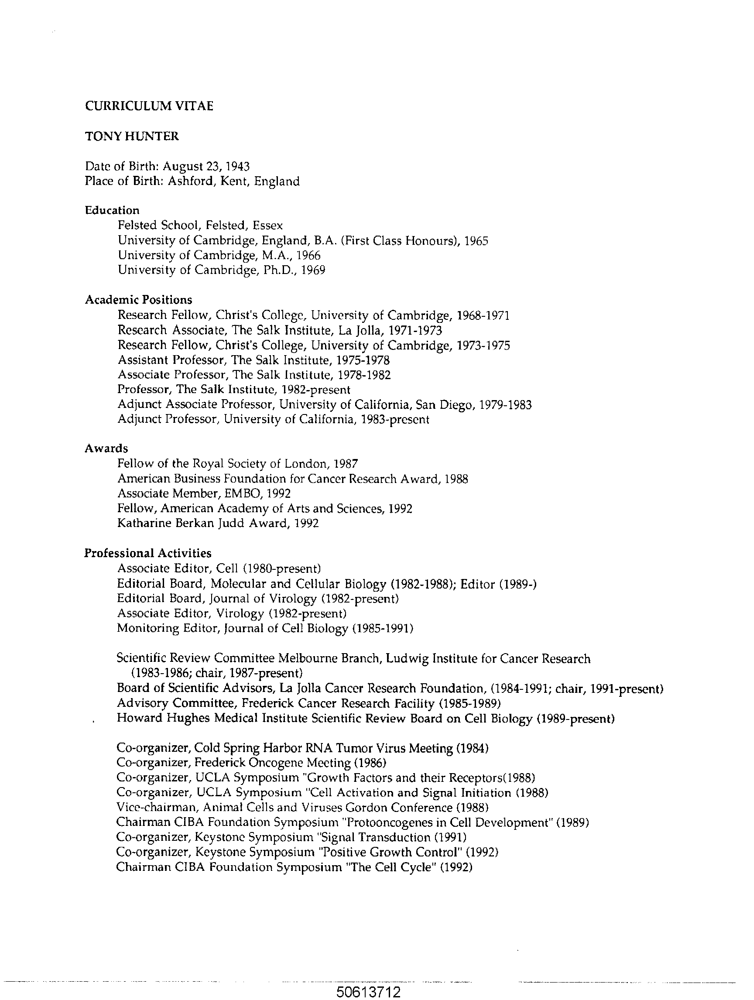 CURRICULUM VITAE
TONY HUNTER
Date of Birth: August 23, 1943
Place of Birth: Ashford, Kent, England
Education
Felsted School, Felsted, Essex
University of Cambridge, England, B.A. (First Class Honours), 1965
University of Cambridge, M.A., 1966
University of Cambridge, Ph.D., 1969
Academic Positions
Research Fellow, Christ's College, University of Cambridge, 1968-1971
Research Associate, The Salk Institute, La Jolla, 1971-1973
Research Fellow, Christ's College, University of Cambridge, 1973-1975
Assistant Professor, The Salk Institute, 1975-1978
Associate Professor, The Salk Institute, 1978-1982
Professor, The Salk Institute, 1982-present
Adjunct Associate Professor, University of California, San Diego, 1979-1983
Adjunct Professor, University of California, 1983-present
Awards
Fellow of the Royal Society of London, 1987
American Business Foundation for Cancer Research Award, 1988
Associate Member, EMBO, 1992
Fellow, American Academy of Arts and Sciences, 1992
Katharine Berkan Judd Award, 1992
Professional Activities
Associate Editor, Cell (1980-present)
Editorial Board, Molecular and Cellular Biology (1982-1988); Editor (1989-)
Editorial Board, Journal of Virology (1982-present)
Associate Editor, Virology (1982-present)
Monitoring Editor, Journal of Cell Biology (1985-1991)
Scientific Review Committee Melbourne Branch, Ludwig Institute for Cancer Research
(1983-1986; chair, 1987-present)
Board of Scientific Advisors, La Jolla Cancer Research Foundation, (1984-1991; chair, 1991-present)
Advisory Committee, Frederick Cancer Research Facility (1985-1989)
Howard Hughes Medical Institute Scientific Review Board on Cell Biology (1989-present)
Co-organizer, Cold Spring Harbor RNA Tumor Virus Meeting (1984)
Co-organizer, Frederick Oncogene Meeting (1986)
Co-organizer, UCLA Symposium "Growth Factors and their Receptors(1988)
Co-organizer, UCLA Symposium "Cell Activation and Signal Initiation (1988)
Vice-chairman, Animal Cells and Viruses Gordon Conference (1988)
Chairman CIBA Foundation Symposium "Protooncogenes in Cell Development" (1989)
Co-organizer, Keystone Symposium "Signal Transduction (1991)
Co-organizer, Keystone Symposium "Positive Growth Control" (1992)
Chairman CIBA Foundation Symposium "The Cell Cycle" (1992)
50613712